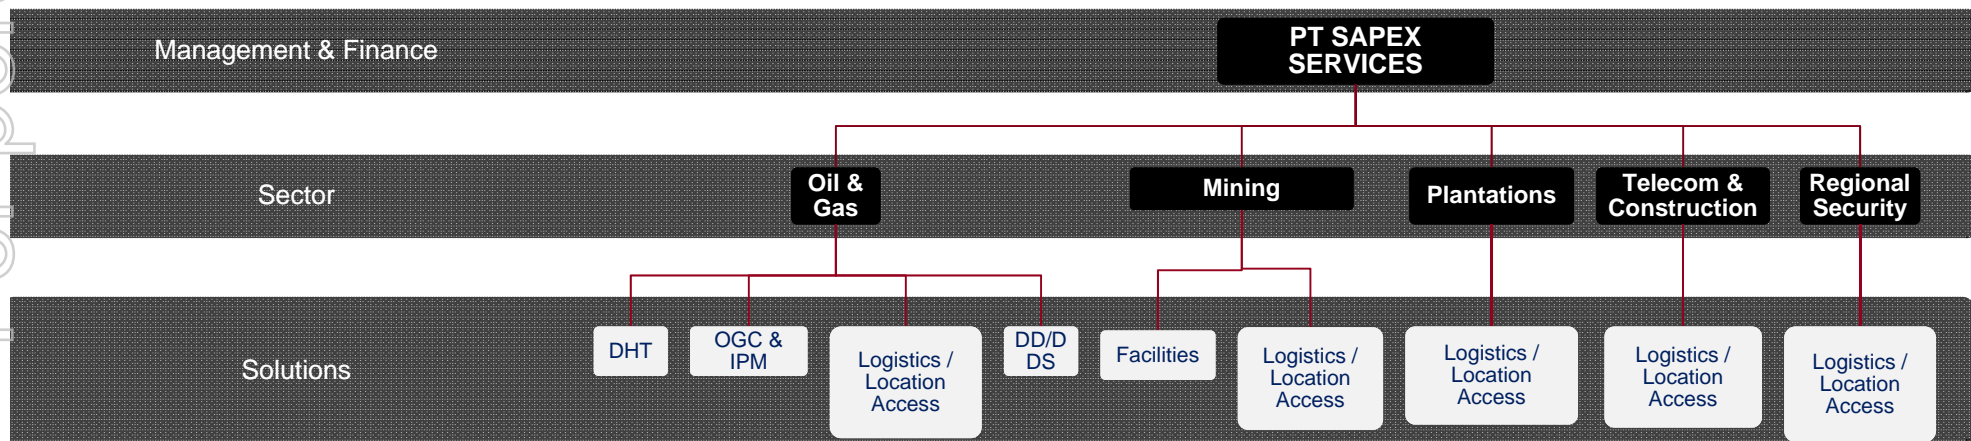 Management & Finance
PT SAPEX
SERVICES
Sector
Oil &
Gas
Mining
Plantations
Telecom &
Construction
Regional
Security
Solutions
DHT
OGC &
IPM
Logistics /
Location
Access
DD/D
DS
Facilities
Logistics /
Location
Access
Logistics /
Location
Access
Logistics /
Location
Access
Logistics /
Location
Access